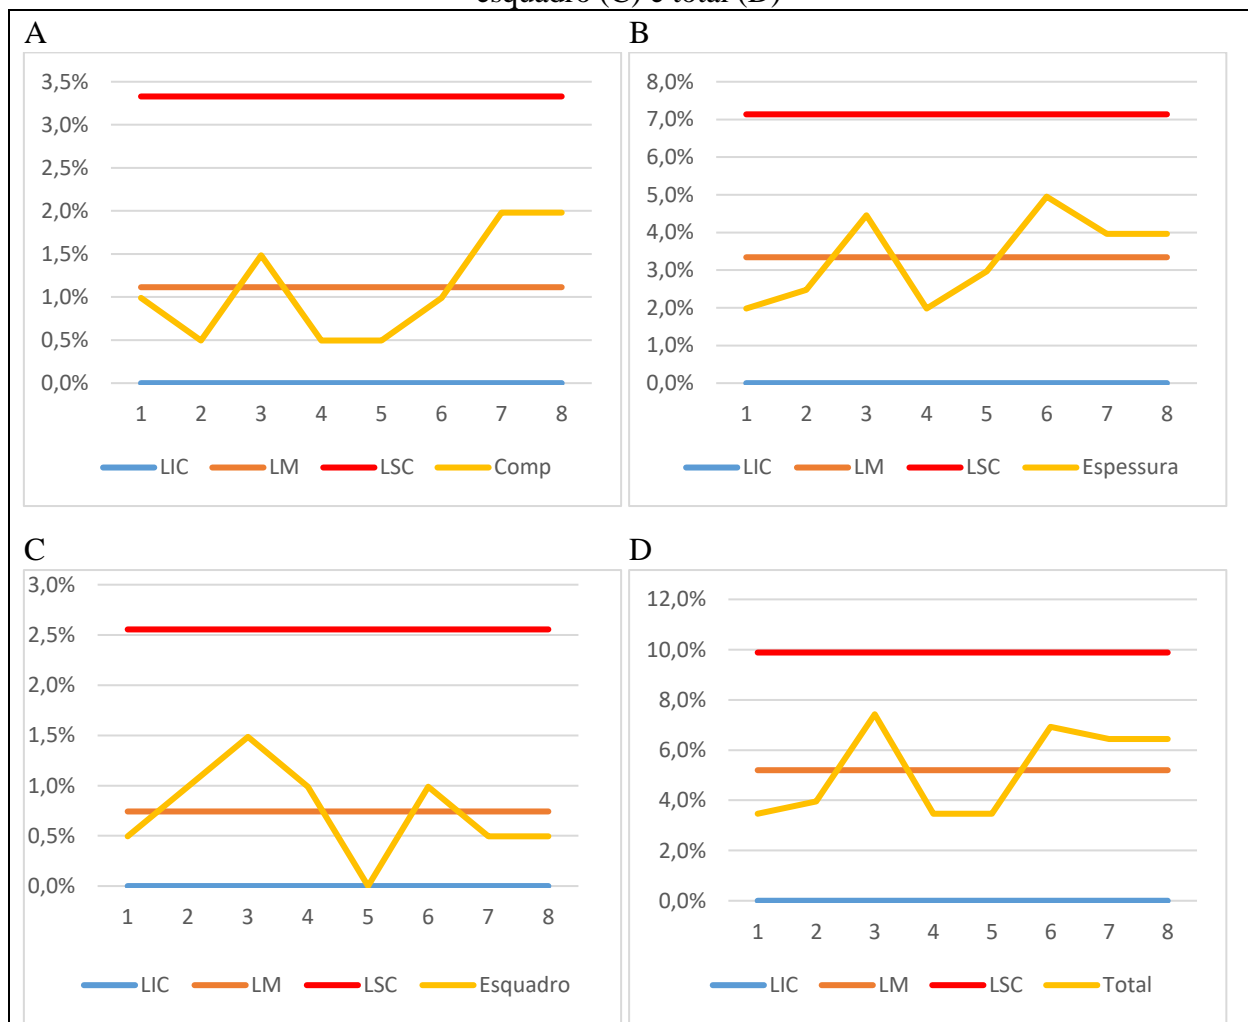 esquadro (C) e total (D)
A
3,5%
3,0%
2,5%
2,0%
1,5%
1,0%
0,5%
0,0%
1 2 3 4 5 6 7 8
LIC LM LSC Comp
B
8,0%
7,0%
6,0%
5,0%
4,0%
3,0%
2,0%
1,0%
0,0%
1 2 3 4 5 6 7 8
LIC LM LSC Espessura
C
3,0%
2,5%
2,0%
1,5%
1,0%
0,5%
0,0%
1 2 3 4 5 6 7 8
LIC LM LSC Esquadro
D
12,0%
10,0%
8,0%
6,0%
4,0%
2,0%
0,0%
1 2 3 4 5 6 7 8
LIC LM LSC Total